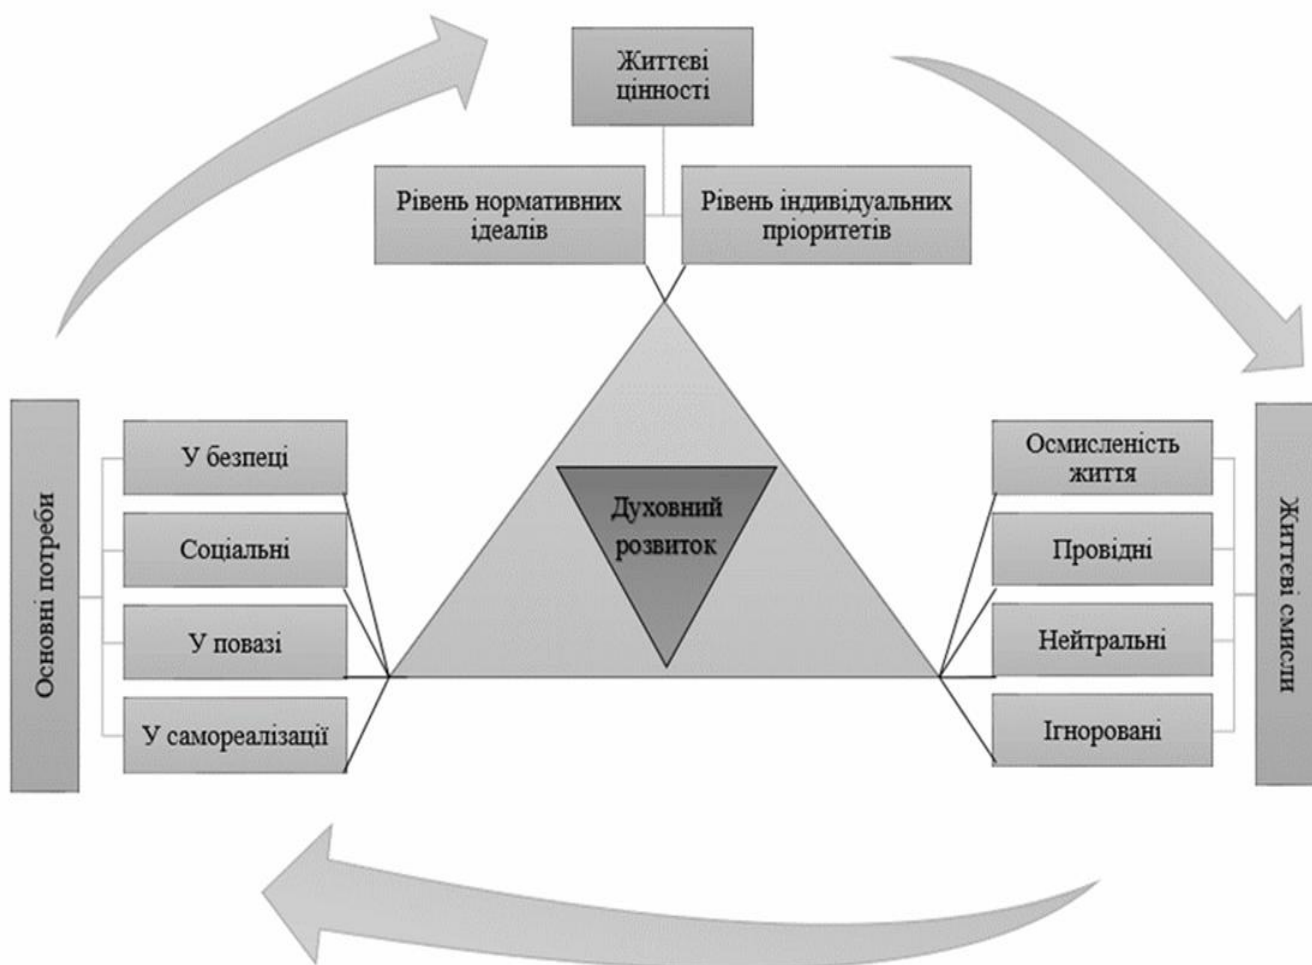 Життєві
цінності
Рівень нормативних
ідеалів
Рівень індивідуальних
пріоритетів
Основні потреби
У безпеці
Соціальні
У повазі
У самореалізації
Духовний
розвиток
Осмисленість
життя
Провідні
Нейтральні
Ігноровані
Життєві смисли